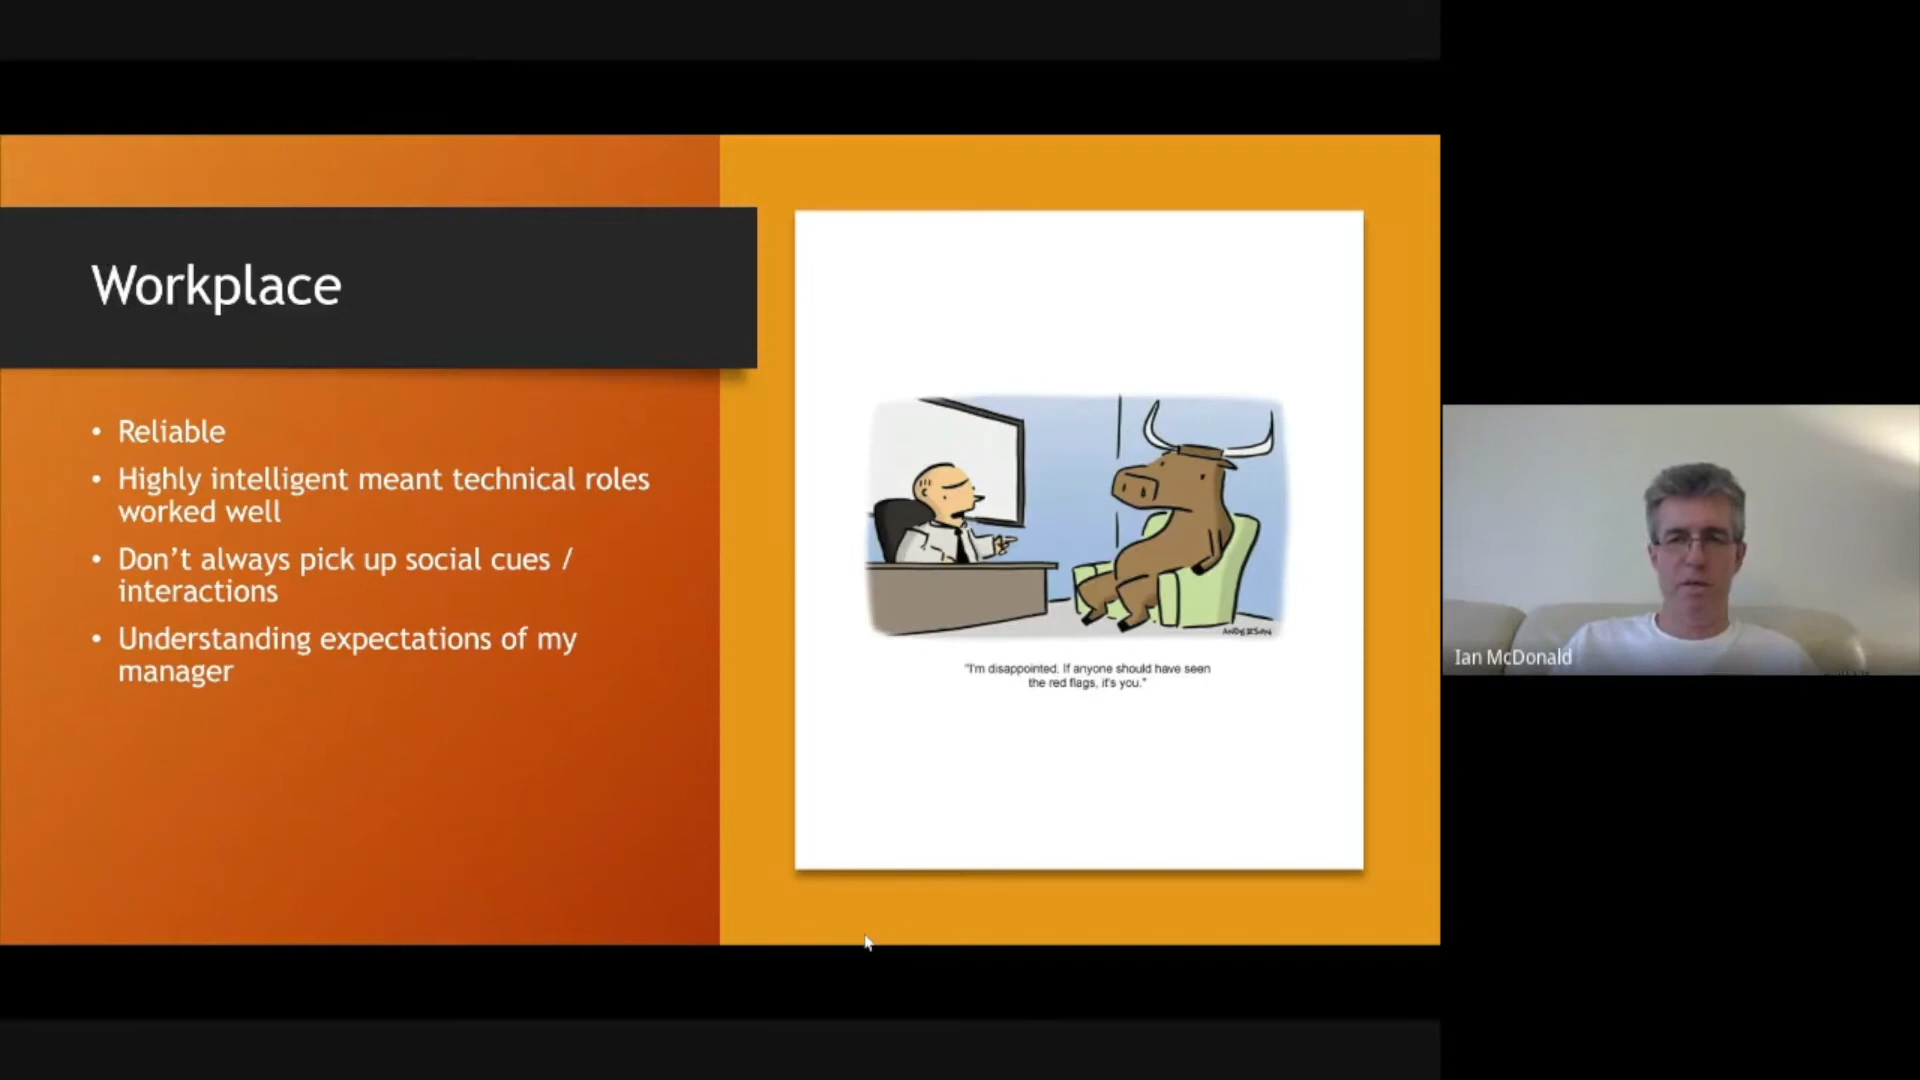 Workplace
• Reliable
• Highly intelligent meant technical roles
worked well
• Don’t always pick up social cues /
interactions
• Understanding expectations of my
manager
ANDERSON
"I'm disappointed. If anyone should have seen
the red flags, it's you."
Ian McDonald